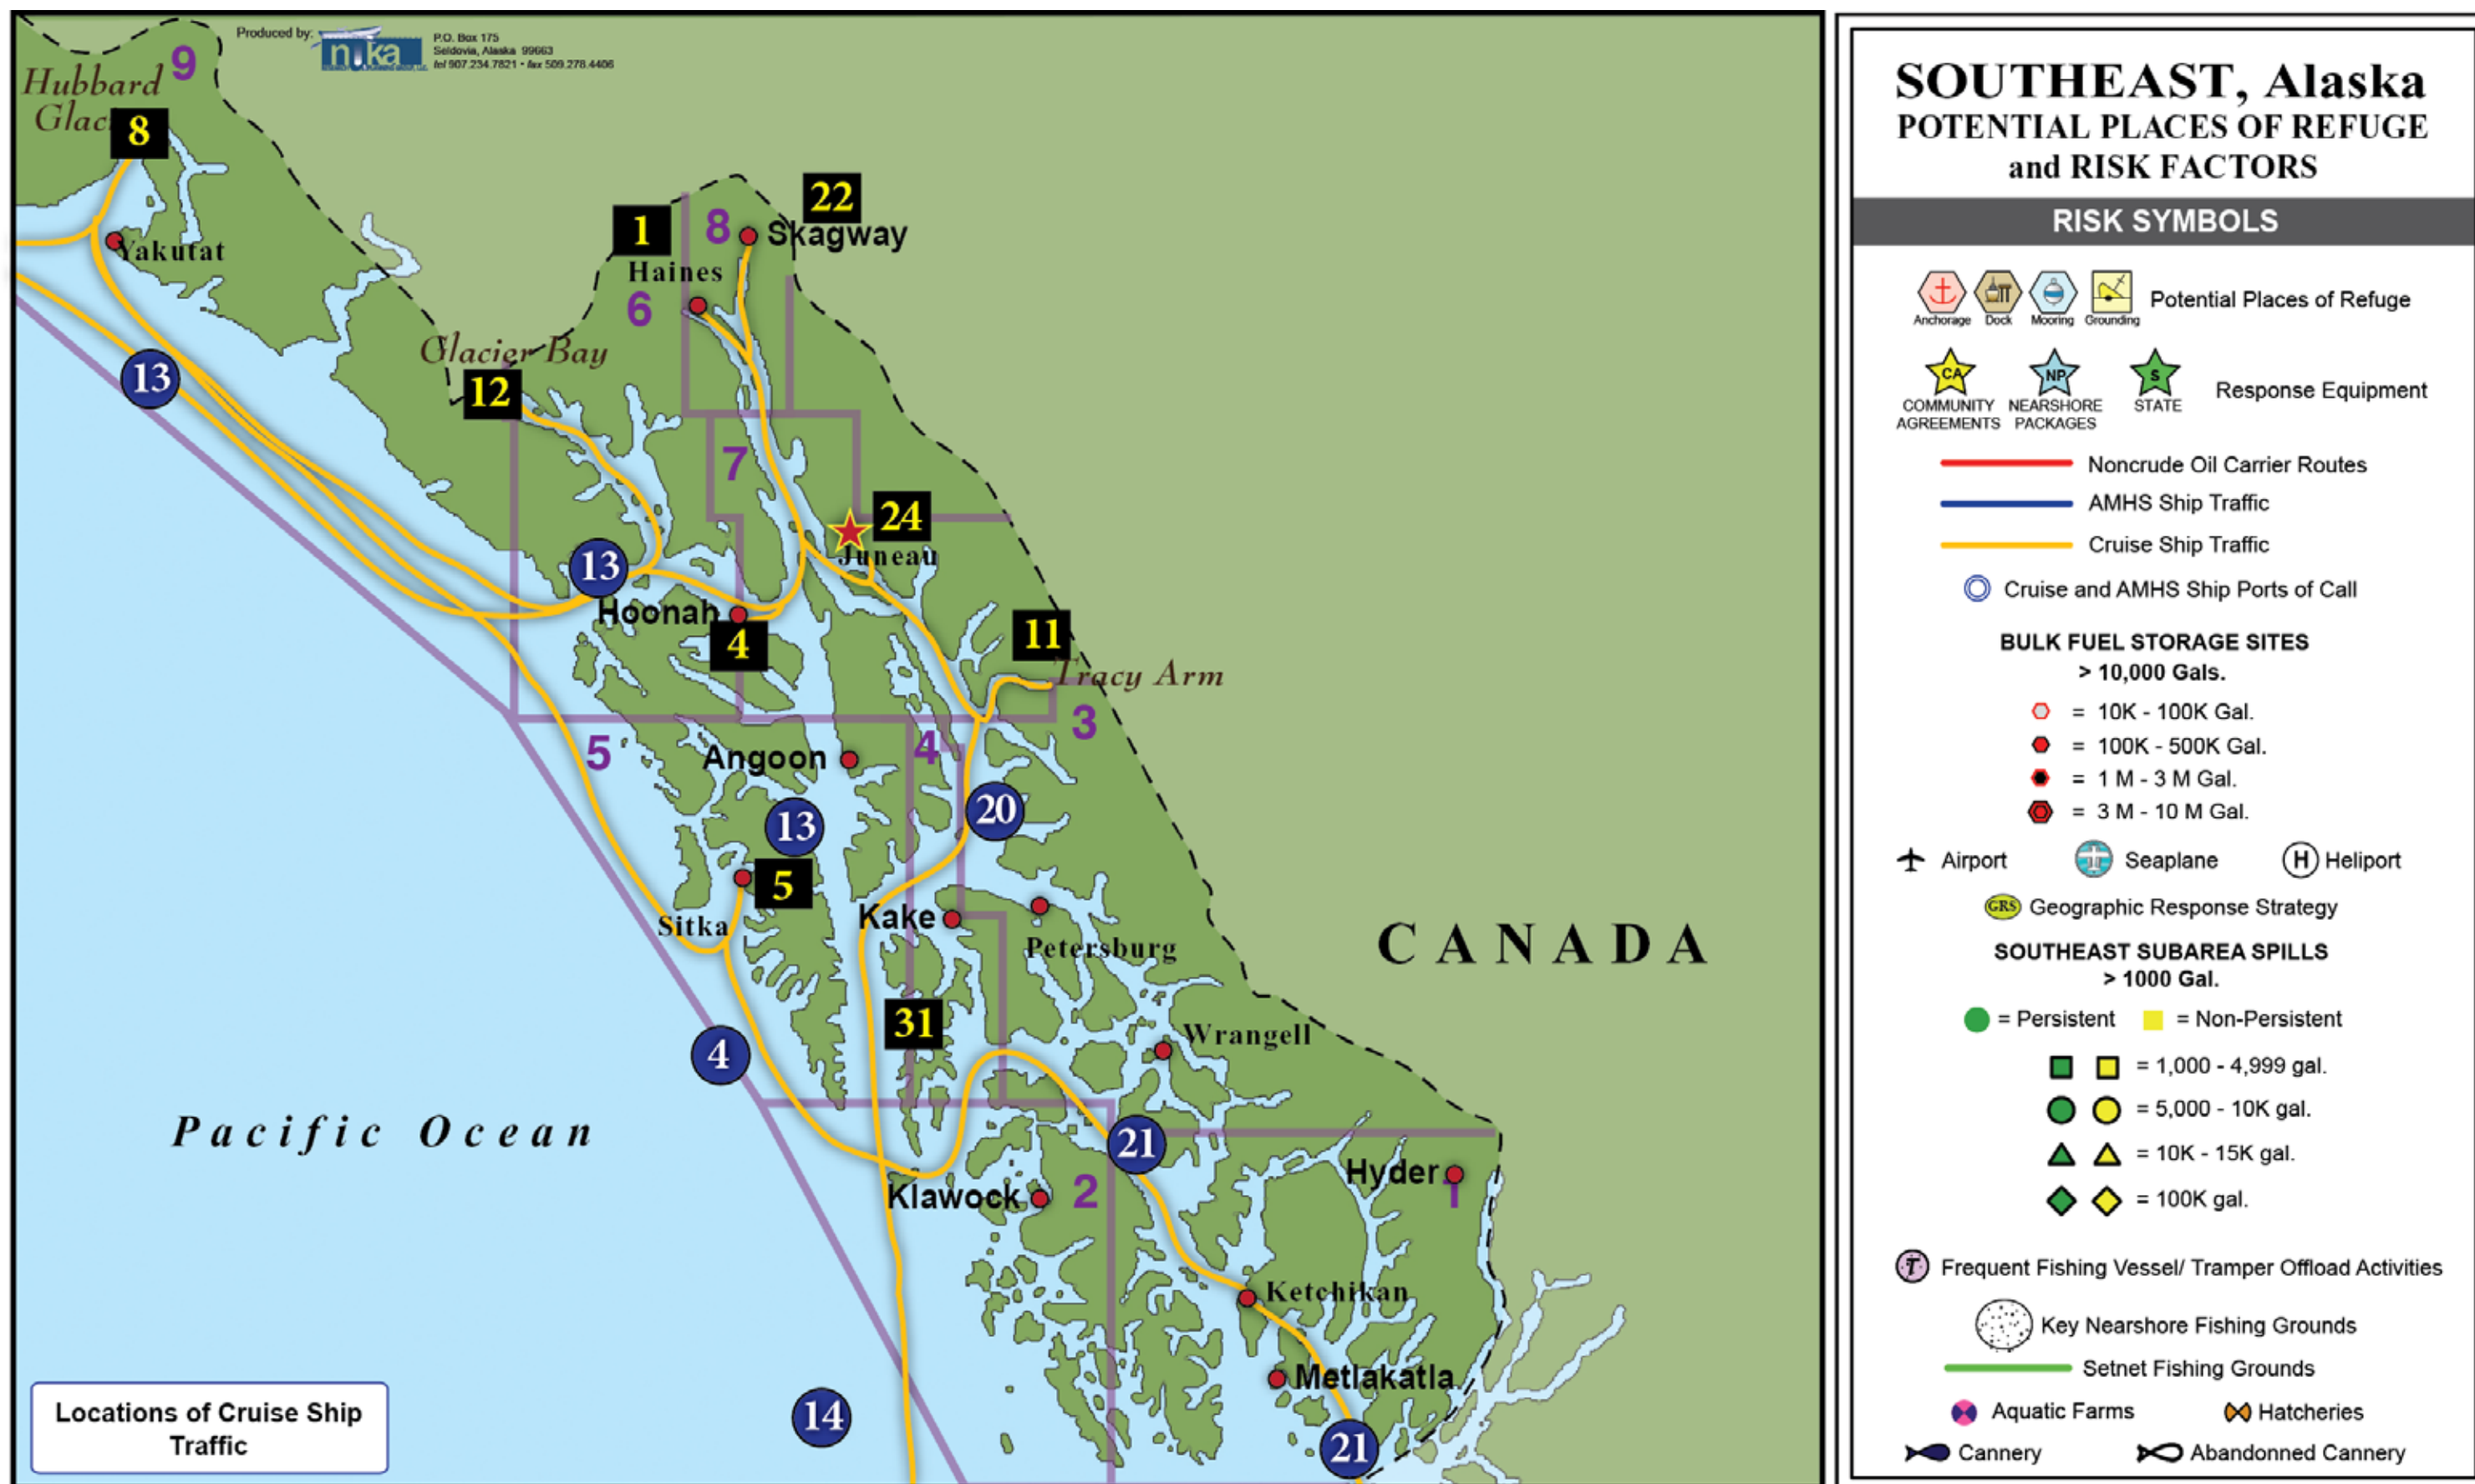 Produced by:
nuka
P.O. Box 175
Seldovia, Alaska 99663
tel 907.234.7821 • fax 509.278.4406
9
Hubbard
8
Yakutat
1
8
22
Skagway
Haines
6
Glacier Bay
12
13
7
24
Juneau
13
Hoonah
4
11
Tracy Arm
3
5
Angoon
4
13
20
5
Kake
Sitka
Petersburg
CANADA
31
Wrangell
4
Pacific Ocean
21
Hyder
1
Klawock
2
Ketchikan
Metlakatla
14
21
Locations of Cruise Ship
Traffic
SOUTHEAST, Alaska
POTENTIAL PLACES OF REFUGE
and RISK FACTORS
RISK SYMBOLS
Potential Places of Refuge
Anchorage Dock Mooring Grounding
CA NP S
Response Equipment
COMMUNITY NEARSHORE STATE
AGREEMENTS PACKAGES
Noncrude Oil Carrier Routes
AMHS Ship Traffic
Cruise Ship Traffic
Cruise and AMHS Ship Ports of Call
BULK FUEL STORAGE SITES
> 10,000 Gals.
= 10K - 100K Gal.
= 100K - 500K Gal.
= 1 M - 3 M Gal.
= 3 M - 10 M Gal.
Airport Seaplane H Heliport
GRS Geographic Response Strategy
SOUTHEAST SUBAREA SPILLS
> 1000 Gal.
= Persistent = Non-Persistent
= 1,000 - 4,999 gal.
= 5,000 - 10K gal.
= 10K - 15K gal.
= 100K gal.
T Frequent Fishing Vessel/ Tramper Offload Activities
Key Nearshore Fishing Grounds
Setnet Fishing Grounds
Aquatic Farms Hatcheries
Cannery Abandonned Cannery